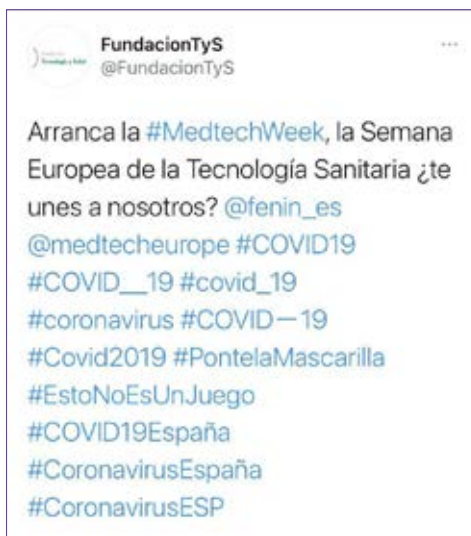 FundacionTyS
@FundacionTyS
Arranca la #MedtechWeek, la Semana
Europea de la Tecnología Sanitaria ¿te
unes a nosotros? @fenin_es
@medtecheurope #COVID19
#COVID__19 #covid_19
#coronavirus #COVID—19
#Covid2019 #PontelaMascarilla
#EstoNoEsUnJuego
#COVID19España
#CoronavirusEspaña
#CoronavirusESP